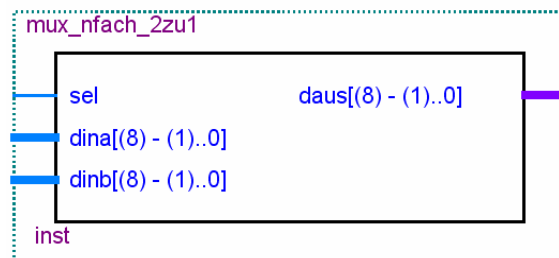 mux_nfach_2zu1
sel daus[(8) - (1)..0]
dina[(8) - (1)..0]
dinb[(8) - (1)..0]
inst